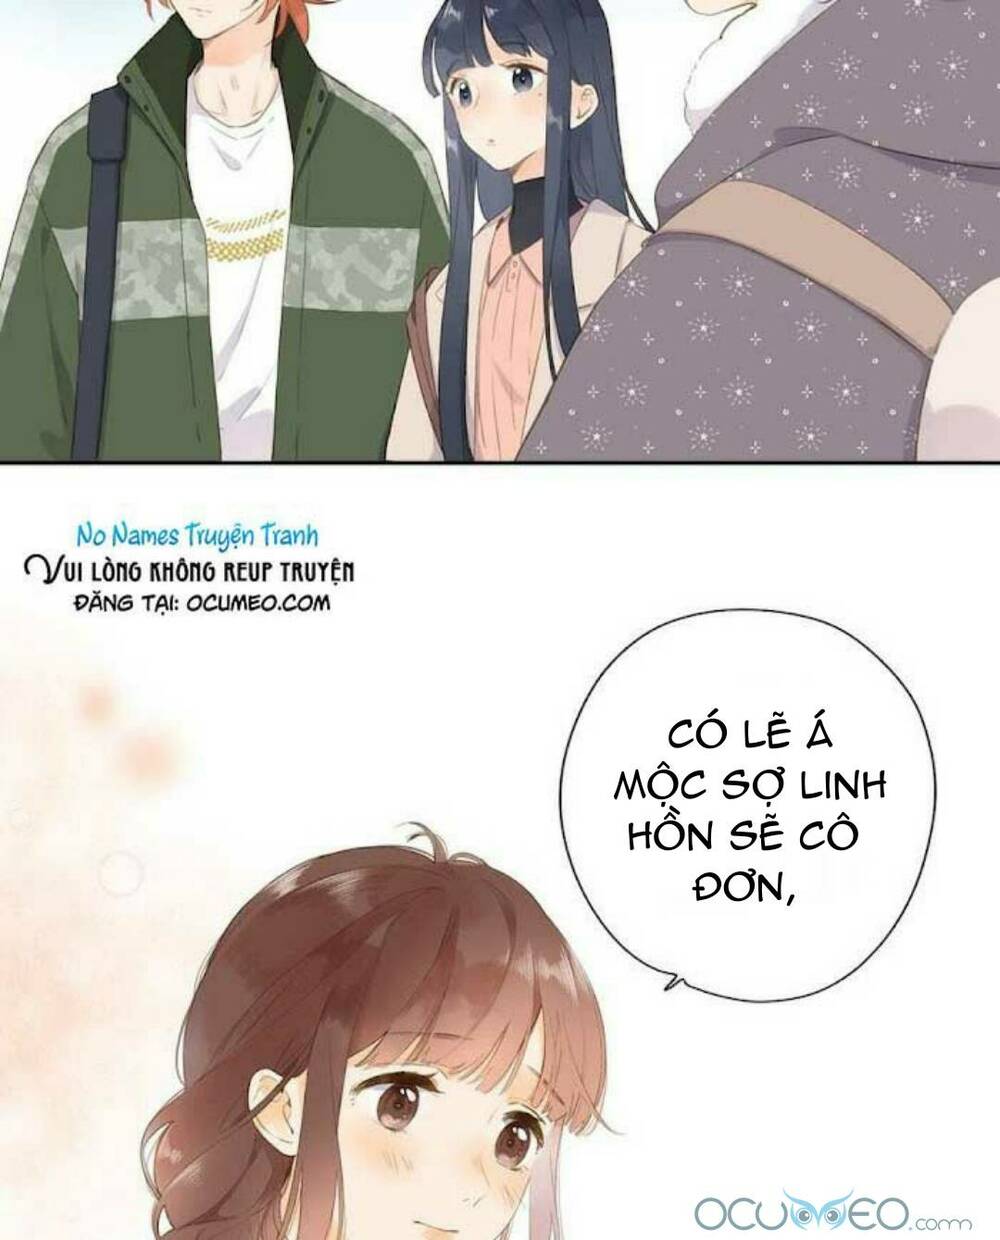 No Names Truyện Tranh
VUI LÒNG KHÔNG REUP TRUYỆN
ĐĂNG TẠI: OCUMEO.COM
CÓ LẼ Á
MỘC SỢ LINH
HỒN SẼ CÔ
ĐƠN,
OCUMEO.com